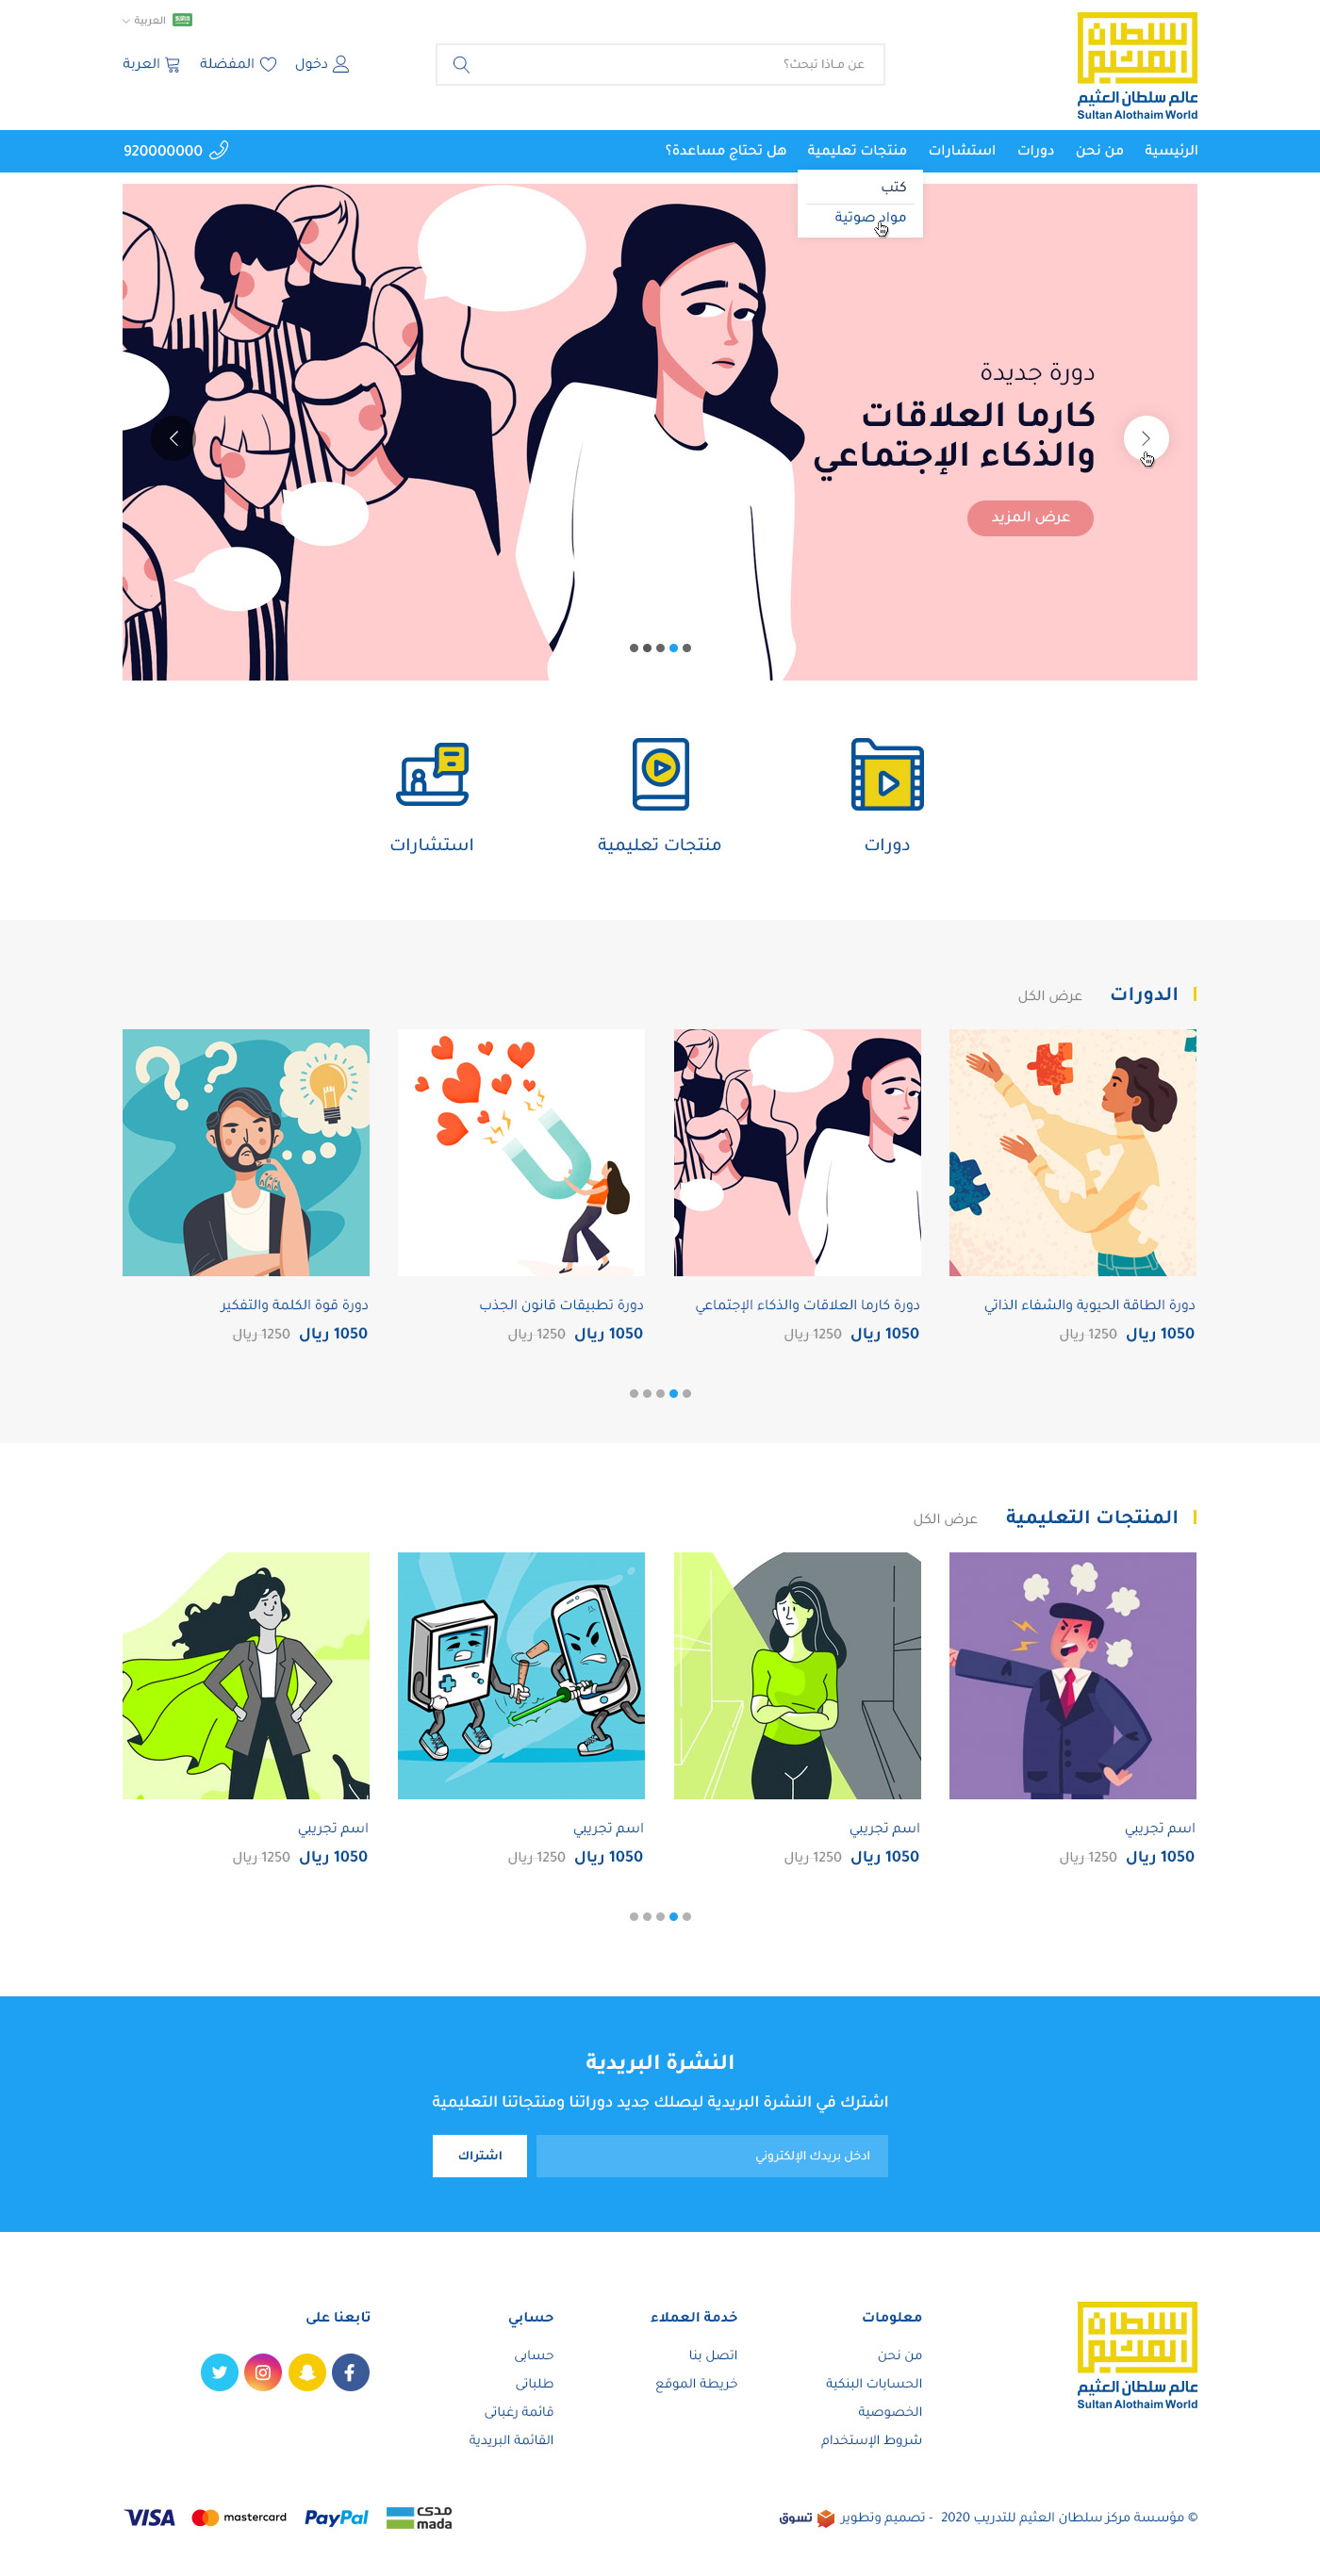 العربية
عالم سلطان العثيم
Sultan Alothaim World
عن مـاذا تبحث؟
دخول
المفضلة
العربة
الرئيسية
من نحن
دورات
استشارات
منتجات تعليمية
هل تحتاج مساعدة؟
920000000
كتب
مواد صوتية
دورة جديدة
كارما العلاقات
والذكاء الإجتماعي
عرض المزيد
دورات
منتجات تعليمية
استشارات
الدورات
عرض الكل
دورة الطاقة الحيوية والشفاء الذاتي
1050 ريال 1250 ريال
دورة كارما العلاقات والذكاء الإجتماعي
1050 ريال 1250 ريال
دورة تطبيقات قانون الجذب
1050 ريال 1250 ريال
دورة قوة الكلمة والتفكير
1050 ريال 1250 ريال
المنتجات التعليمية
عرض الكل
اسم تجريبي
1050 ريال 1250 ريال
اسم تجريبي
1050 ريال 1250 ريال
اسم تجريبي
1050 ريال 1250 ريال
اسم تجريبي
1050 ريال 1250 ريال
النشرة البريدية
اشترك في النشرة البريدية ليصلك جديد دوراتنا ومنتجاتنا التعليمية
ادخل بريدك الإلكتروني
اشتراك
عالم سلطان العثيم
Sultan Alothaim World
معلومات
من نحن
الحسابات البنكية
الخصوصية
شروط الإستخدام
خدمة العملاء
اتصل بنا
خريطة الموقع
حسابي
حسابى
طلباتى
قائمة رغباتى
القائمة البريدية
تابعنا على
© مؤسسة مركز سلطان العثيم للتدريب 2020 - تصميم وتطوير تسوق
مدى
mada
PayPal
mastercard
VISA